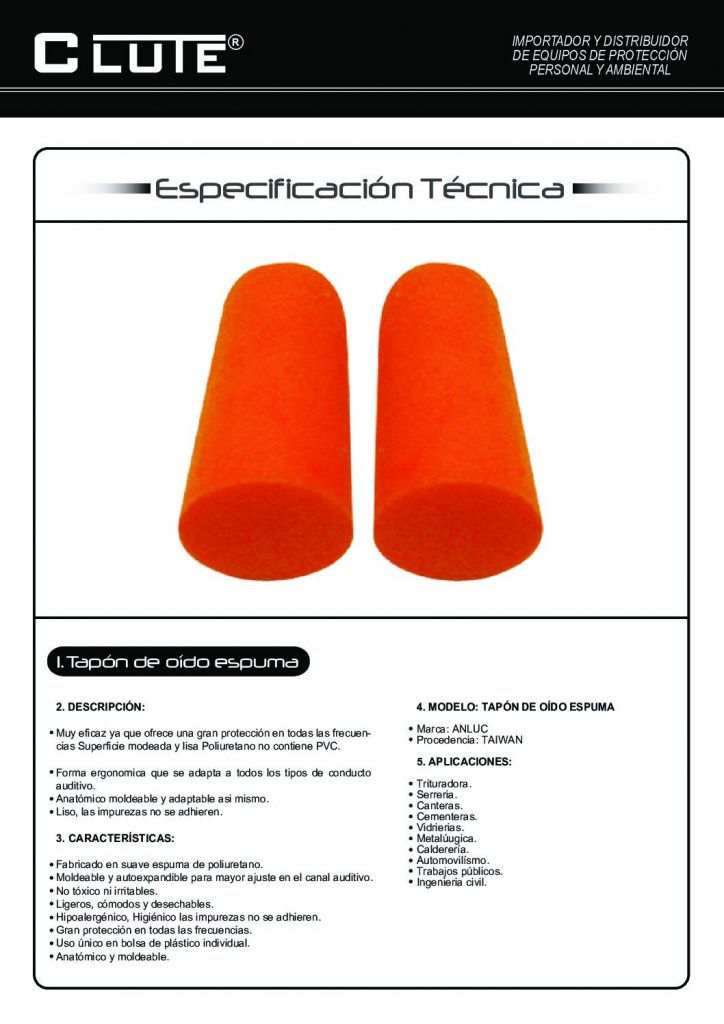 CLUTE®
IMPORTADOR Y DISTRIBUIDOR
DE EQUIPOS DE PROTECCIÓN
PERSONAL Y AMBIENTAL
Especificación Técnica
1. Tapón de oído espuma
2. DESCRIPCIÓN:
• Muy eficaz ya que ofrece una gran protección en todas las frecuen-
cias Superficie modeada y lisa Poliuretano no contiene PVC.
• Forma ergonomica que se adapta a todos los tipos de conducto
auditivo.
• Anatómico moldeable y adaptable asi mismo.
• Liso, las impurezas no se adhieren.
3. CARACTERÍSTICAS:
• Fabricado en suave espuma de poliuretano.
• Moldeable y autoexpandible para mayor ajuste en el canal auditivo.
• No tóxico ni irritables.
• Ligeros, cómodos y desechables.
• Hipoalergénico, Higiénico las impurezas no se adhieren.
• Gran protección en todas las frecuencias.
• Uso único en bolsa de plástico individual.
• Anatómico y moldeable.
4. MODELO: TAPÓN DE OÍDO ESPUMA
• Marca: ANLUC
• Procedencia: TAIWAN
5. APLICACIONES:
• Trituradora.
• Serreria.
• Canteras.
• Cementeras.
• Vidrierias.
• Metalúugica.
• Calderería.
• Automovilísmo.
• Trabajos públicos.
• Ingenieria civil.